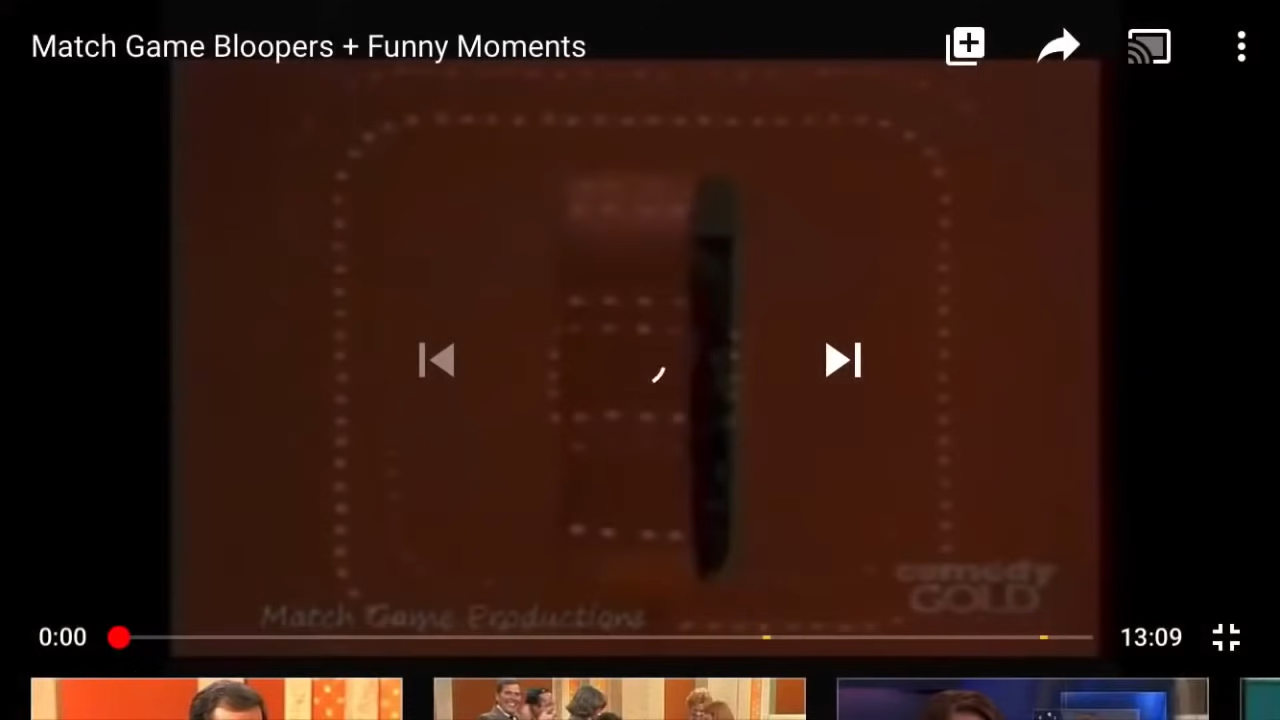 Match Game Bloopers + Funny Moments
comedy
GOLD
Match Game Productions
0:00
13:09